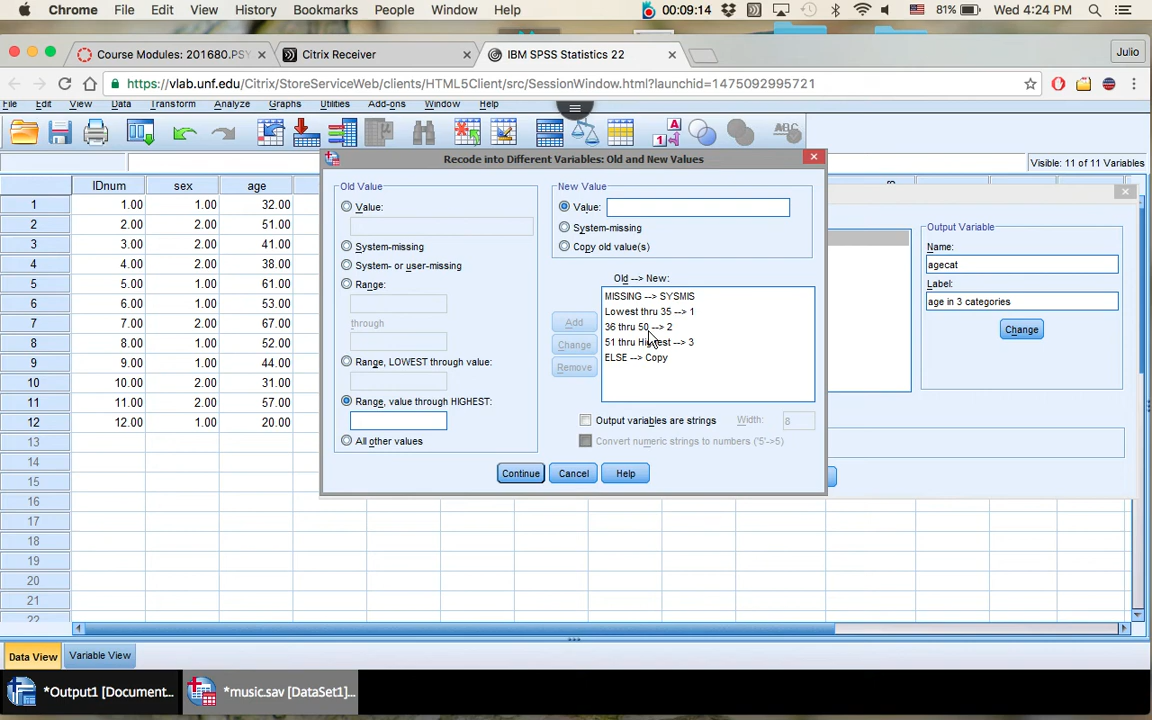 Chrome File Edit View History Bookmarks People Window Help 00:09:14 81% Wed 4:24 PM
Course Modules: 201680.PSY × Citrix Receiver × IBM SPSS Statistics 22 × Julio
https://vlab.unf.edu/Citrix/StoreServiceWeb/clients/HTML5Client/src/SessionWindow.html?launchid=1475092995721
File Edit View Data Transform Analyze Graphs Utilities Add-ons Window Help
Visible: 11 of 11 Variables
Recode into Different Variables: Old and New Values
Old Value
Value:
System-missing
System- or user-missing
Range:
through
Range, LOWEST through value:
Range, value through HIGHEST:
All other values
New Value
Value:
System-missing
Copy old value(s)
Old --> New:
MISSING --> SYSMIS
Lowest thru 35 --> 1
36 thru 50 --> 2
51 thru Highest --> 3
ELSE --> Copy
Add
Change
Remove
Output variables are strings Width: 8
Convert numeric strings to numbers ('5'->5)
Continue Cancel Help
Output Variable
Name:
agecat
Label:
age in 3 categories
Change
IDnum sex age
1 1.00 1.00 32.00
2 2.00 2.00 51.00
3 3.00 2.00 41.00
4 4.00 2.00 38.00
5 5.00 1.00 61.00
6 6.00 2.00 53.00
7 7.00 2.00 67.00
8 8.00 1.00 52.00
9 9.00 1.00 44.00
10 10.00 2.00 31.00
11 11.00 2.00 57.00
12 12.00 1.00 20.00
13
14
15
16
17
18
19
20
21
22
Data View Variable View
*Output1 [Document... *music.sav [DataSet1]...